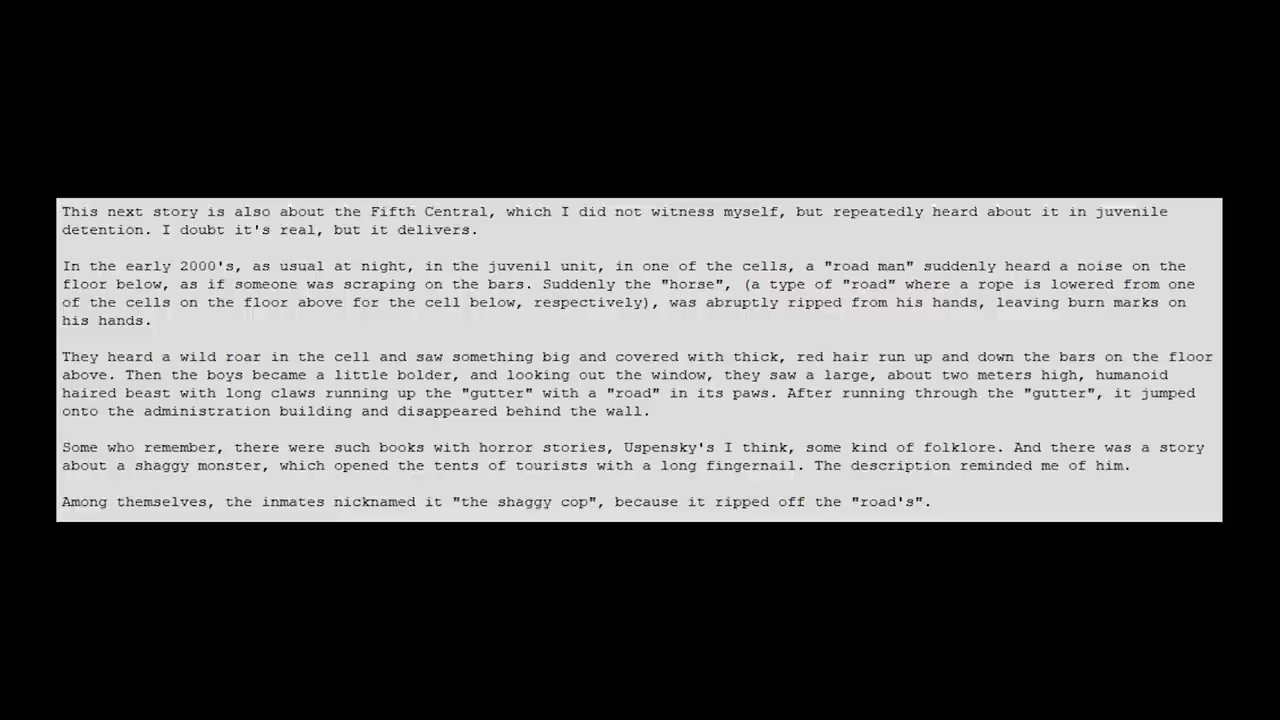 This next story is also about the Fifth Central, which I did not witness myself, but repeatedly heard about it in juvenile
detention. I doubt it's real, but it delivers.
In the early 2000's, as usual at night, in the juvenil unit, in one of the cells, a "road man" suddenly heard a noise on the
floor below, as if someone was scraping on the bars. Suddenly the "horse", (a type of "road" where a rope is lowered from one
of the cells on the floor above for the cell below, respectively), was abruptly ripped from his hands, leaving burn marks on
his hands.
They heard a wild roar in the cell and saw something big and covered with thick, red hair run up and down the bars on the floor
above. Then the boys became a little bolder, and looking out the window, they saw a large, about two meters high, humanoid
haired beast with long claws running up the "gutter" with a "road" in its paws. After running through the "gutter", it jumped
onto the administration building and disappeared behind the wall.
Some who remember, there were such books with horror stories, Uspensky's I think, some kind of folklore. And there was a story
about a shaggy monster, which opened the tents of tourists with a long fingernail. The description reminded me of him.
Among themselves, the inmates nicknamed it "the shaggy cop", because it ripped off the "road's".